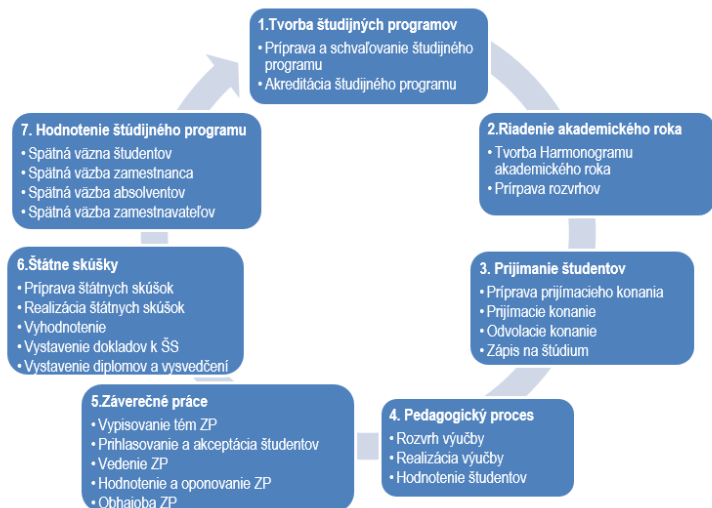 1.Tvorba študijných programov
• Príprava a schvaľovanie študijného
programu
• Akreditácia študijného programu
2.Riadenie akademického roka
• Tvorba Harmonogramu
akademického roka
• Prírpava rozvrhov
3. Prijímanie študentov
• Príprava prijímacieho konania
• Prijímacie konanie
• Odvolacie konanie
• Zápis na štúdium
4. Pedagogický proces
• Rozvrh výučby
• Realizácia výučby
• Hodnotenie študentov
5.Záverečné práce
• Vypisovanie tém ZP
• Prihlasovanie a akceptácia študentov
• Vedenie ZP
• Hodnotenie a oponovanie ZP
• Obhajoba ZP
6.Štátne skúšky
• Príprava štátnych skúšok
• Realizácia štátnych skúšok
• Vyhodnotenie
• Vystavenie dokladov k ŠS
• Vystavenie diplomov a vysvedčení
7. Hodnotenie štúdijného programu
• Spätná väzna študentov
• Spätná väzba zamestnanca
• Spätná väzba absolventov
• Spätná väzba zamestnavateľov